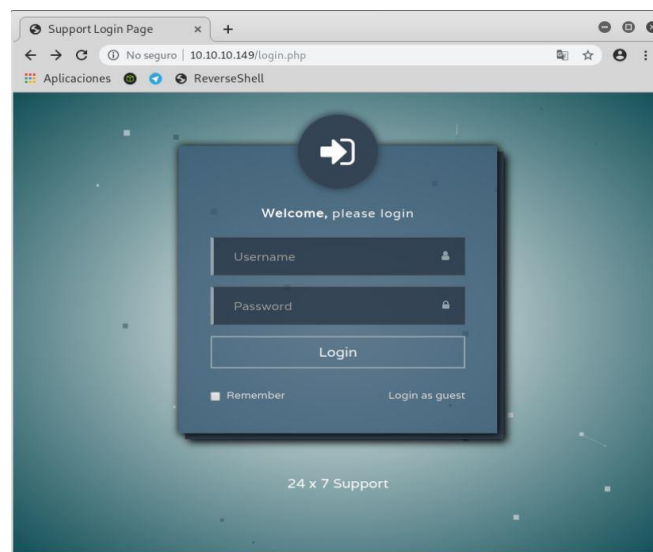 Support Login Page
No seguro | 10.10.10.149/login.php
Aplicaciones ReverseShell
Welcome, please login
Username
Password
Login
Remember Login as guest
24 x 7 Support